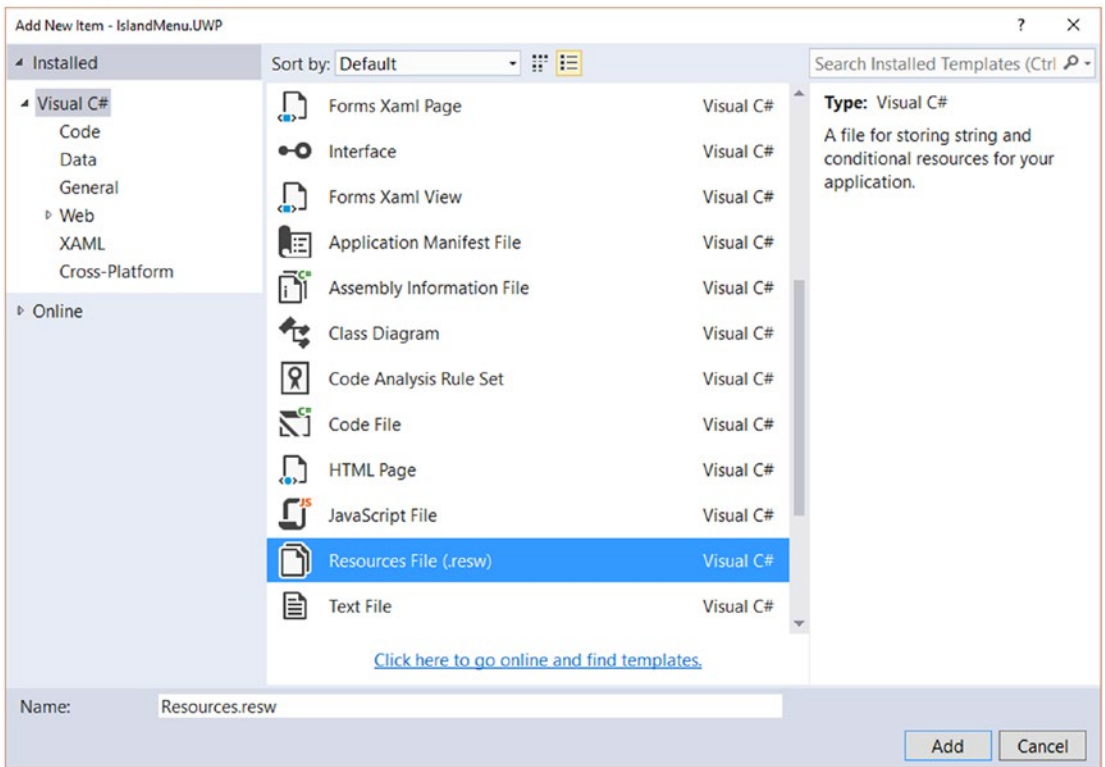 Add New Item - IslandMenu.UWP
? ×
Installed
Sort by: Default
Search Installed Templates (Ctrl
Visual C#
Code
Data
General
Web
XAML
Cross-Platform
Online
Forms Xaml Page Visual C#
Interface Visual C#
Forms Xaml View Visual C#
Application Manifest File Visual C#
Assembly Information File Visual C#
Class Diagram Visual C#
Code Analysis Rule Set Visual C#
C#
Code File Visual C#
HTML Page Visual C#
JS
JavaScript File Visual C#
Resources File (.resw) Visual C#
Text File Visual C#
Click here to go online and find templates.
Type: Visual C#
A file for storing string and
conditional resources for your
application.
Name: Resources.resw
Add Cancel